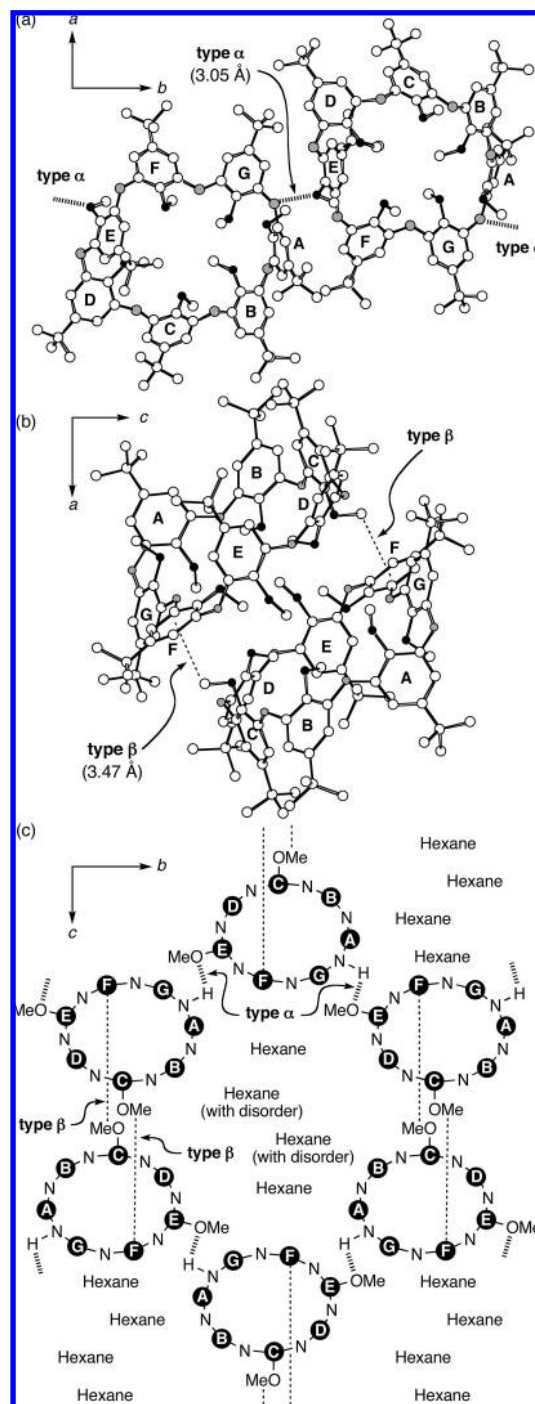 (a)
a
b
type α
(3.05 Å)
D
C
B
E
A
F
G
type α
type α
F
G
E
A
D
C
B
(b)
c
a
type β
B
C
D
A
E
F
G
G
F
E
A
D
C
B
type β
(3.47 Å)
(c)
b
c
Hexane
OMe
Hexane
C
N N
D B
Hexane
N N
MeO E A
N N
F G H
N
Hexane
F N G N H
type α
MeO E A
N N
Hexane
D N C N B
OMe
F N G N H
MeO E A
N N
D N C N B
OMe
Hexane
(with disorder)
type β
MeO
type β
Hexane
(with disorder)
MeO
B N C N D
N N
A E OMe
H N G N F N
Hexane
B N C N D
N N
A E OMe
H N G N F N
Hexane
H N G N F N E OMe
A N
N D
B N C N
MeO
Hexane
Hexane
Hexane
Hexane
Hexane
Hexane
Hexane